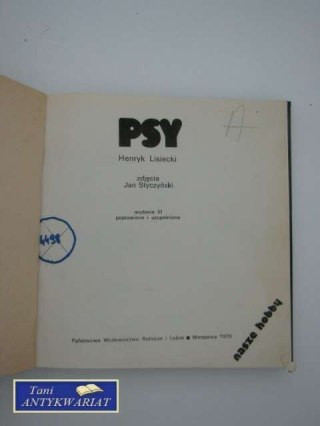 PSY
Henryk Lisiecki
zdjęcia
Jan Styczyński
wydanie III
poprawione i uzupełnione
4498
Państwowe Wydawnictwo Rolnicze i Leśne ● Warszawa
nasze hobby
Tani
ANTYKWARIAT